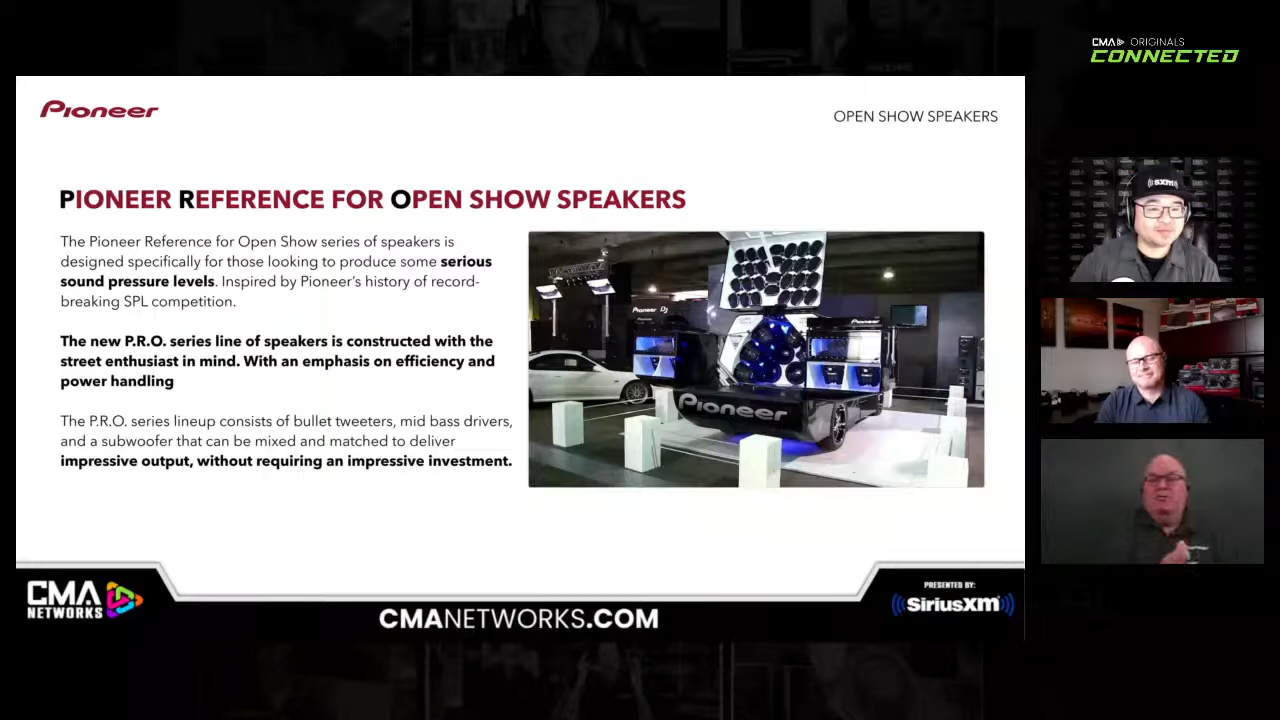 CMA ORIGINALS
CONNECTED
Pioneer
OPEN SHOW SPEAKERS
PIONEER REFERENCE FOR OPEN SHOW SPEAKERS
The Pioneer Reference for Open Show series of speakers is
designed specifically for those looking to produce some serious
sound pressure levels. Inspired by Pioneer's history of record-
breaking SPL competition.
The new P.R.O. series line of speakers is constructed with the
street enthusiast in mind. With an emphasis on efficiency and
power handling
The P.R.O. series lineup consists of bullet tweeters, mid bass drivers,
and a subwoofer that can be mixed and matched to deliver
impressive output, without requiring an impressive investment.
Pioneer DJ
Pioneer
Pioneer
SXM
CMA
NETWORKS
CMANETWORKS.COM
PRESENTED BY:
SiriusXM